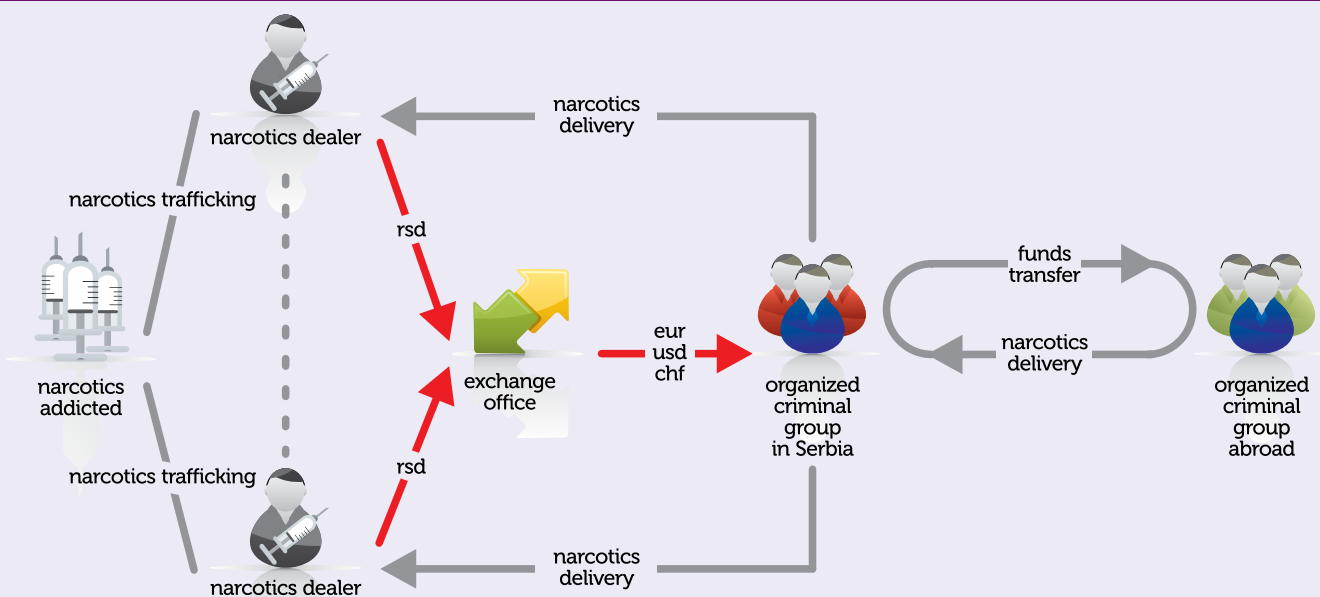 narcotics dealer
narcotics
delivery
narcotics trafficking
rsd
funds
transfer
eur
usd
chf
narcotics
delivery
narcotics
addicted
exchange
office
organized
criminal
group
in Serbia
organized
criminal
group
abroad
narcotics trafficking
rsd
narcotics
delivery
narcotics dealer